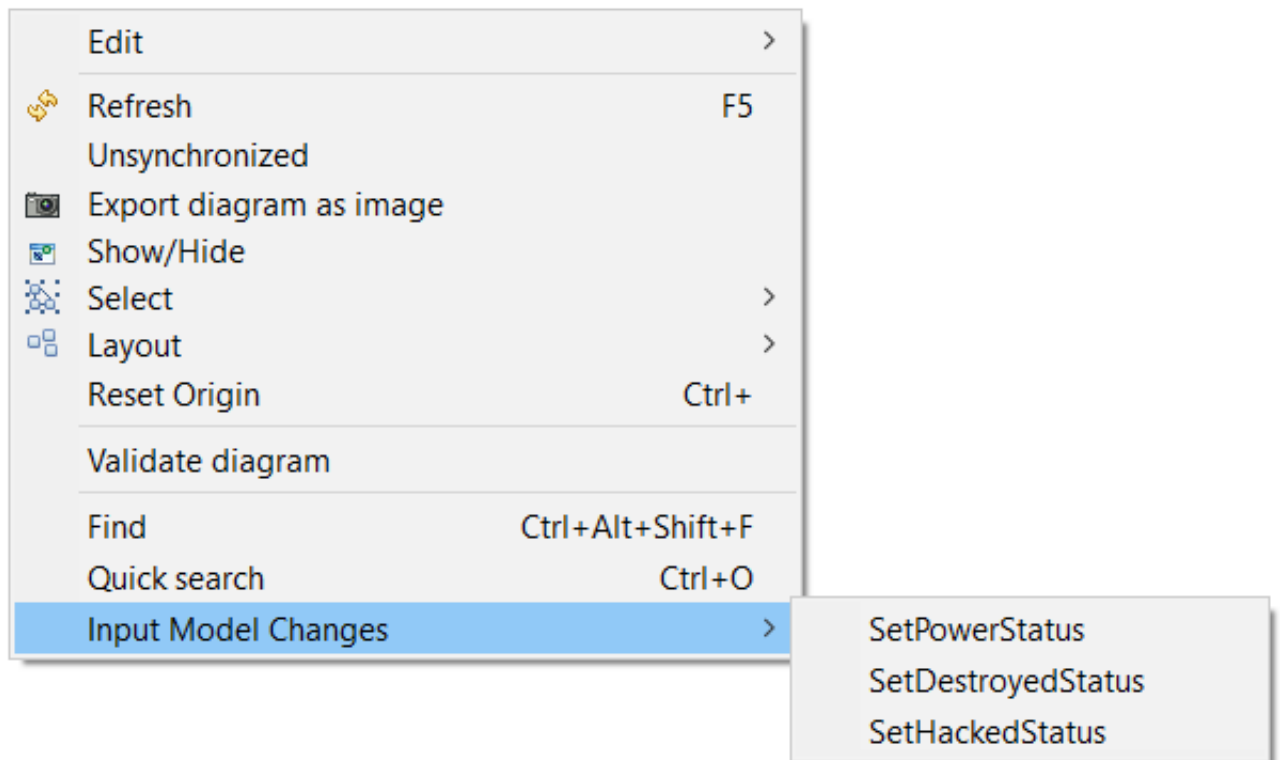 Edit
Refresh F5
Unsynchronized
Export diagram as image
Show/Hide
Select
Layout
Reset Origin Ctrl+
Validate diagram
Find Ctrl+Alt+Shift+F
Quick search Ctrl+O
Input Model Changes
SetPowerStatus
SetDestroyedStatus
SetHackedStatus